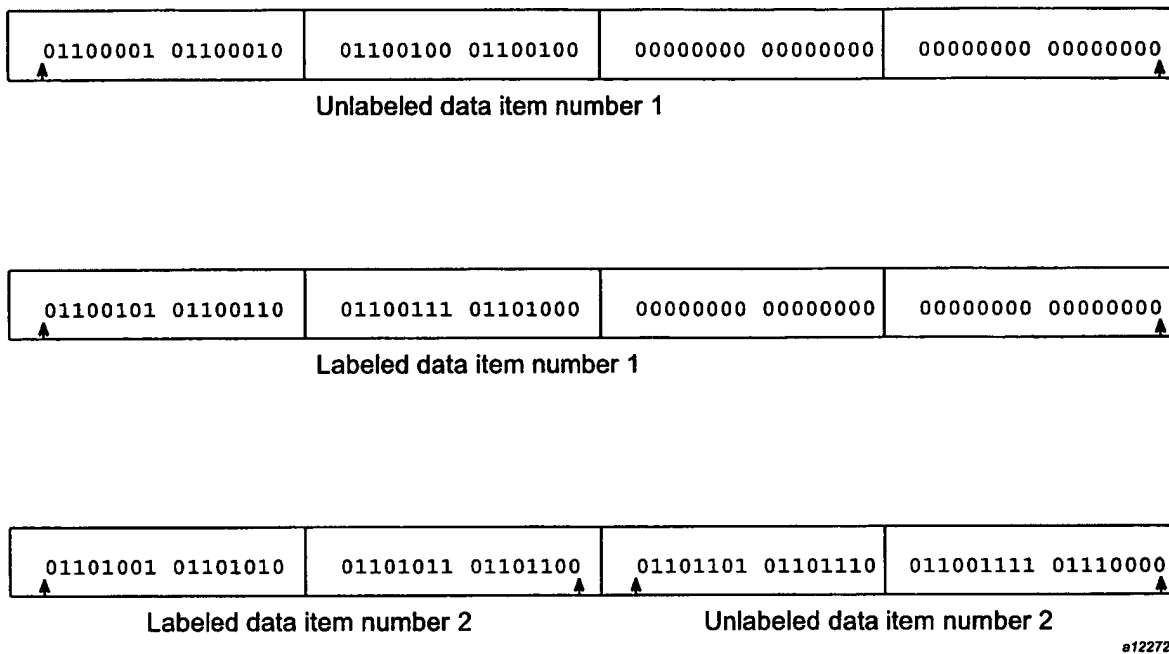 01100001 01100010 01100100 01100100 00000000 00000000 00000000 00000000
Unlabeled data item number 1
01100101 01100110 01100111 01101000 00000000 00000000 00000000 00000000
Labeled data item number 1
01101001 01101010 01101011 01101100 01101101 01101110 011001111 01110000
Labeled data item number 2 Unlabeled data item number 2
a12272